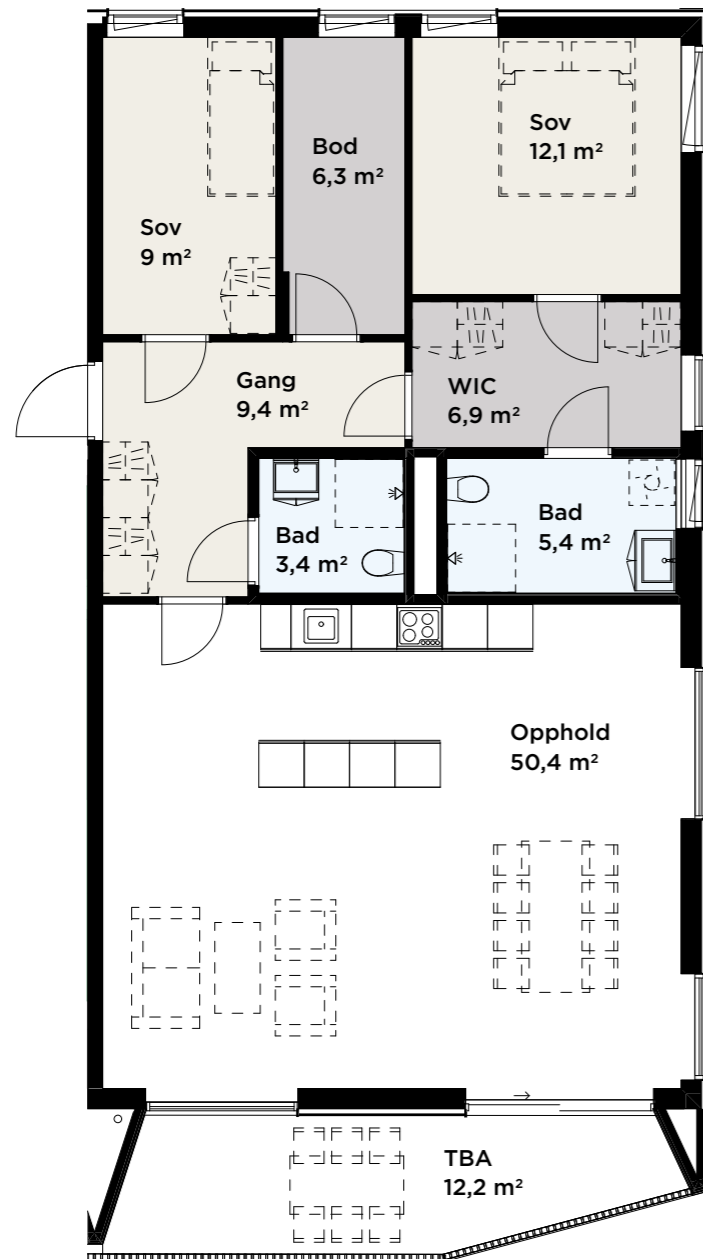 Bod
6,3 m²
Sov
12,1 m²
Sov
9 m²
Gang
9,4 m²
WIC
6,9 m²
Bad
3,4 m²
Bad
5,4 m²
Opphold
50,4 m²
TBA
12,2 m²